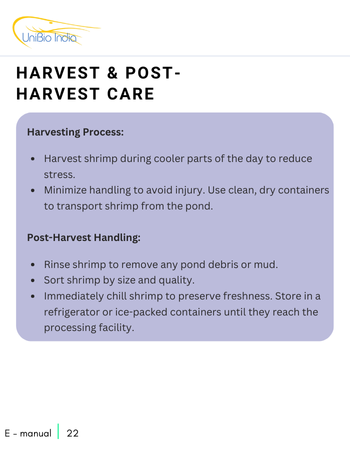 UniBio India
HARVEST & POST-
HARVEST CARE
Harvesting Process:
• Harvest shrimp during cooler parts of the day to reduce
stress.
• Minimize handling to avoid injury. Use clean, dry containers
to transport shrimp from the pond.
Post-Harvest Handling:
• Rinse shrimp to remove any pond debris or mud.
• Sort shrimp by size and quality.
• Immediately chill shrimp to preserve freshness. Store in a
refrigerator or ice-packed containers until they reach the
processing facility.
E - manual 22